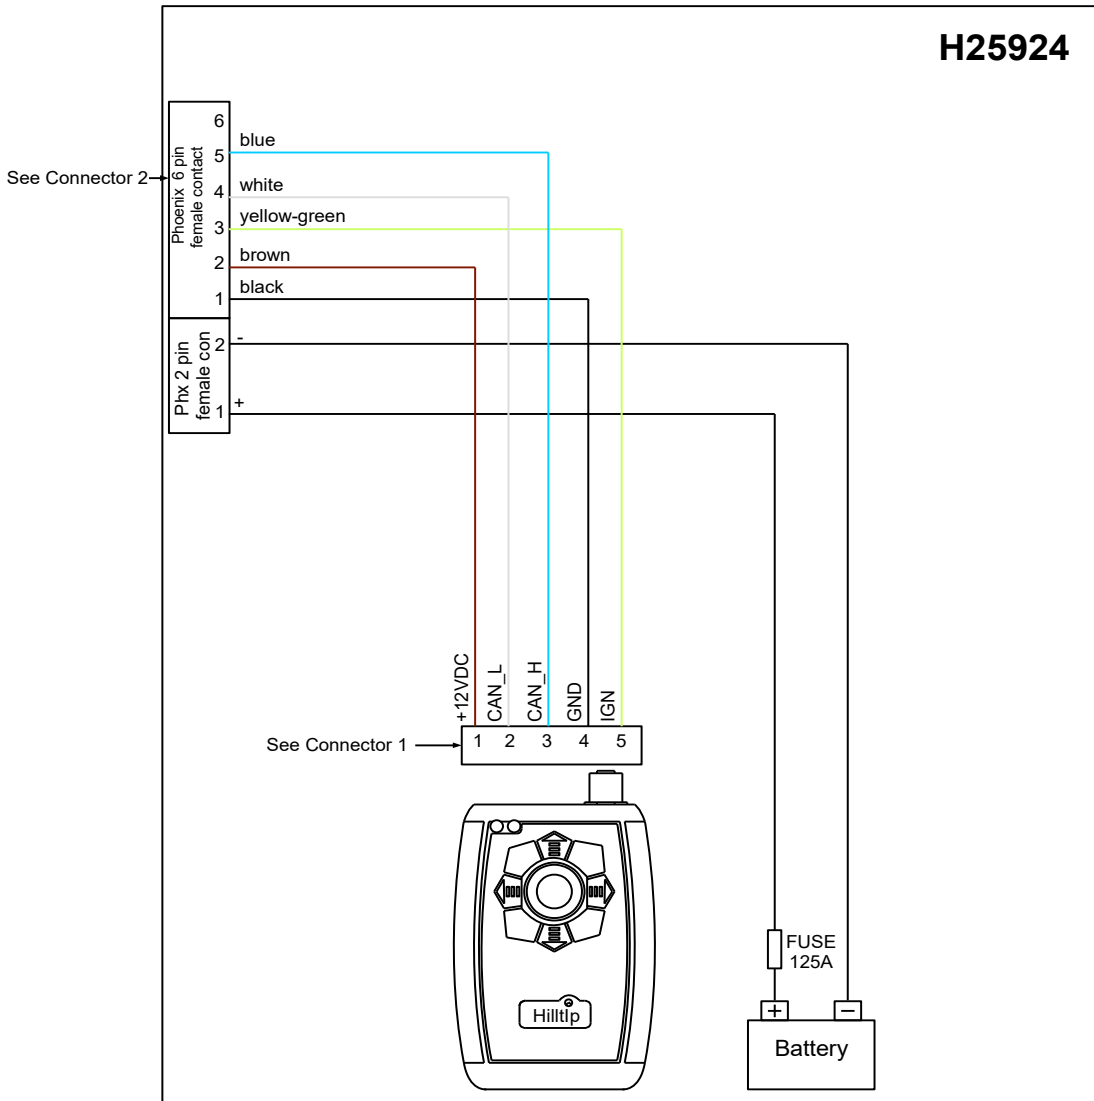 H25924
6
blue
5
See Connector 2
Phoenix 6 pin
female contact
white
4
yellow-green
3
brown
2
black
1
Phx 2 pin
female con
2
-
1
+
+12VDC
CAN_L
CAN_H
GND
IGN
See Connector 1
1 2 3 4 5
HilltIp
FUSE
125A
+ −
Battery